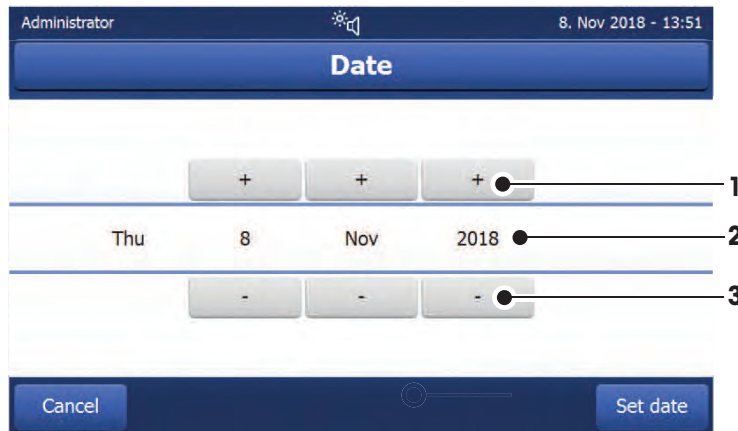 Administrator 8. Nov 2018 - 13:51
Date
+ + + 1
Thu 8 Nov 2018 2
- - - 3
Cancel Set date